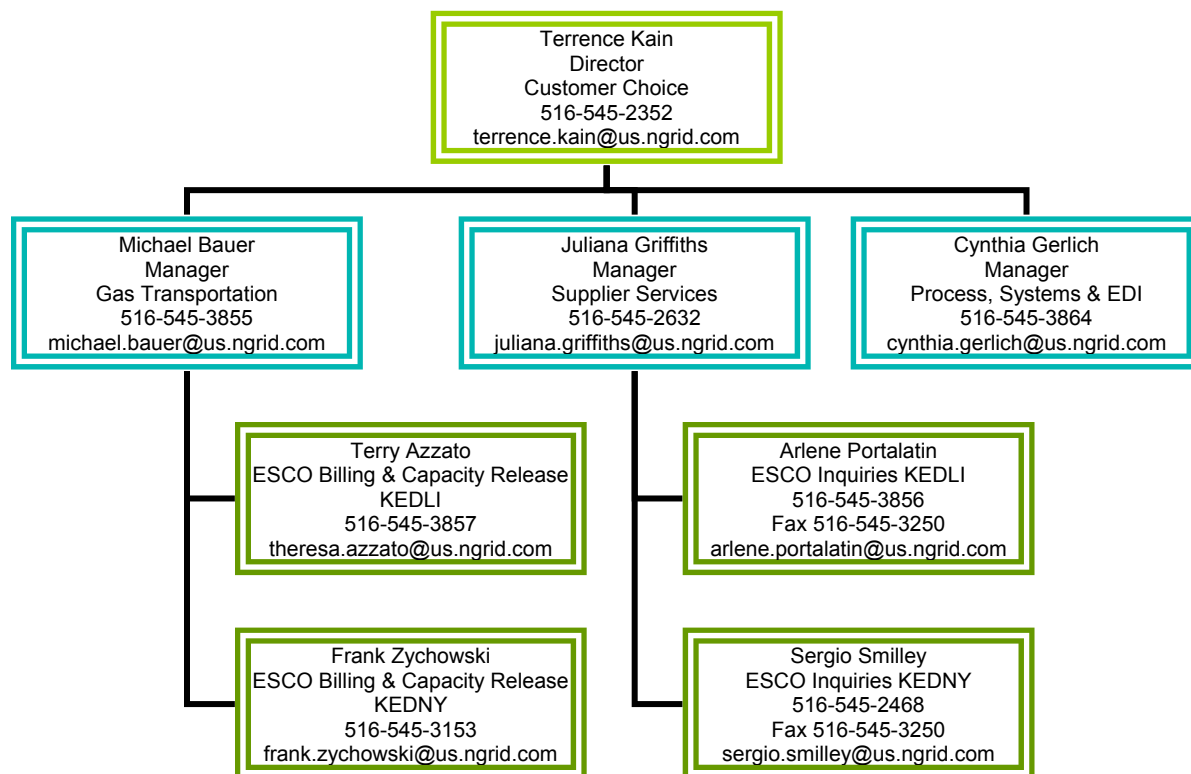 Terrence Kain
Director
Customer Choice
516-545-2352
terrence.kain@us.ngrid.com
Michael Bauer
Manager
Gas Transportation
516-545-3855
michael.bauer@us.ngrid.com
Juliana Griffiths
Manager
Supplier Services
516-545-2632
juliana.griffiths@us.ngrid.com
Cynthia Gerlich
Manager
Process, Systems & EDI
516-545-3864
cynthia.gerlich@us.ngrid.com
Terry Azzato
ESCO Billing & Capacity Release
KEDLI
516-545-3857
theresa.azzato@us.ngrid.com
Arlene Portalatin
ESCO Inquiries KEDLI
516-545-3856
Fax 516-545-3250
arlene.portalatin@us.ngrid.com
Frank Zychowski
ESCO Billing & Capacity Release
KEDNY
516-545-3153
frank.zychowski@us.ngrid.com
Sergio Smilley
ESCO Inquiries KEDNY
516-545-2468
Fax 516-545-3250
sergio.smilley@us.ngrid.com